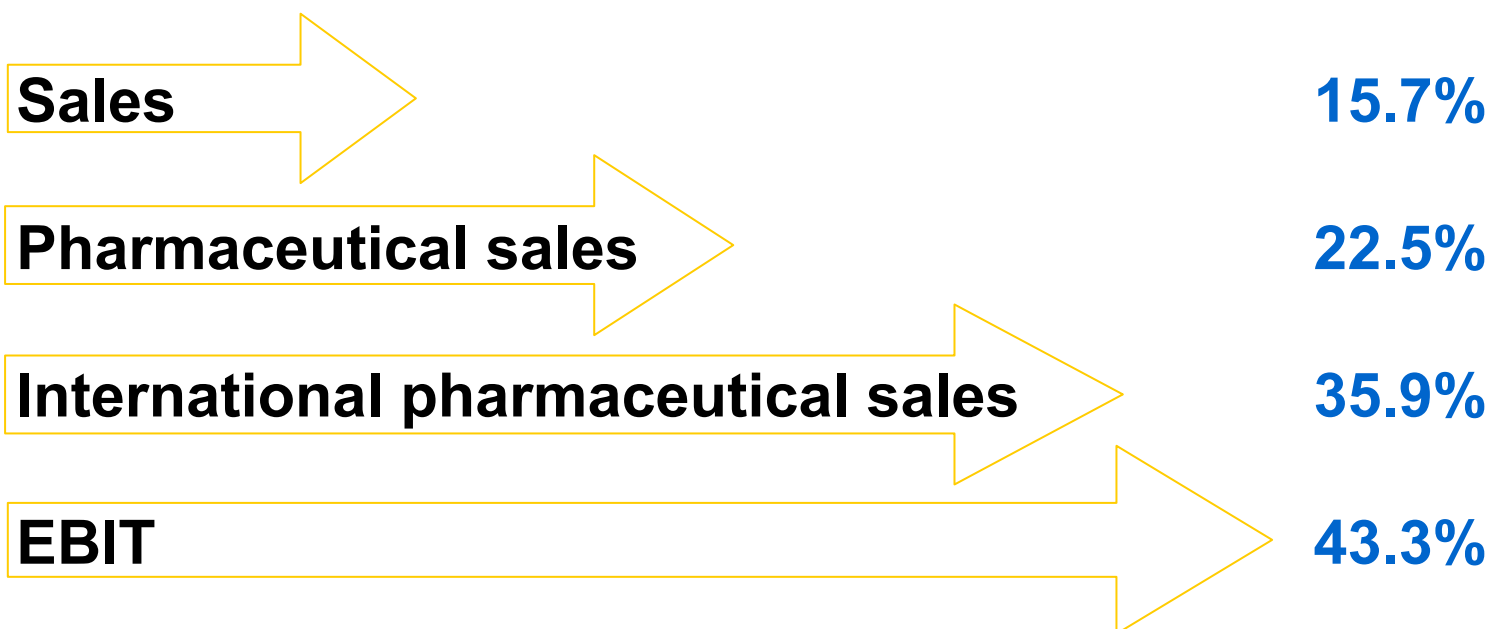 Sales 15.7%
Pharmaceutical sales 22.5%
International pharmaceutical sales 35.9%
EBIT 43.3%